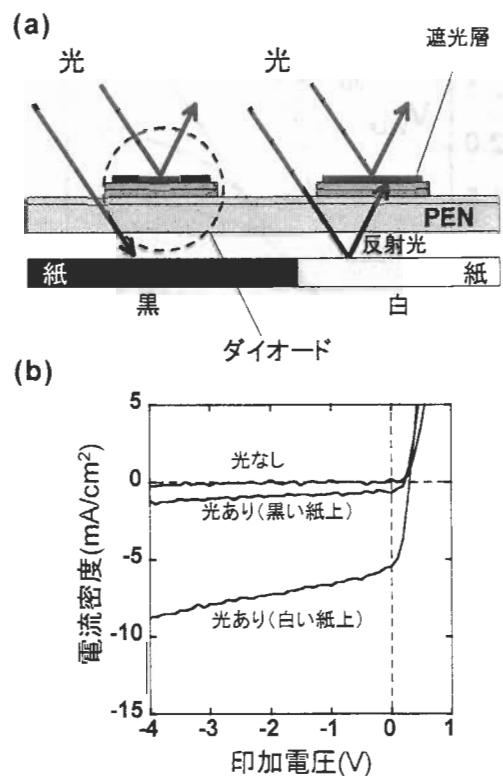 (a)
光
光
遮光層
PEN
反射光
紙
紙
黒
白
ダイオード
(b)
5
光なし
0
光あり(黒い紙上)
-5
光あり(白い紙上)
-10
-15
-4
-3
-2
-1
0
1
電流密度(mA/cm²)
印加電圧(V)